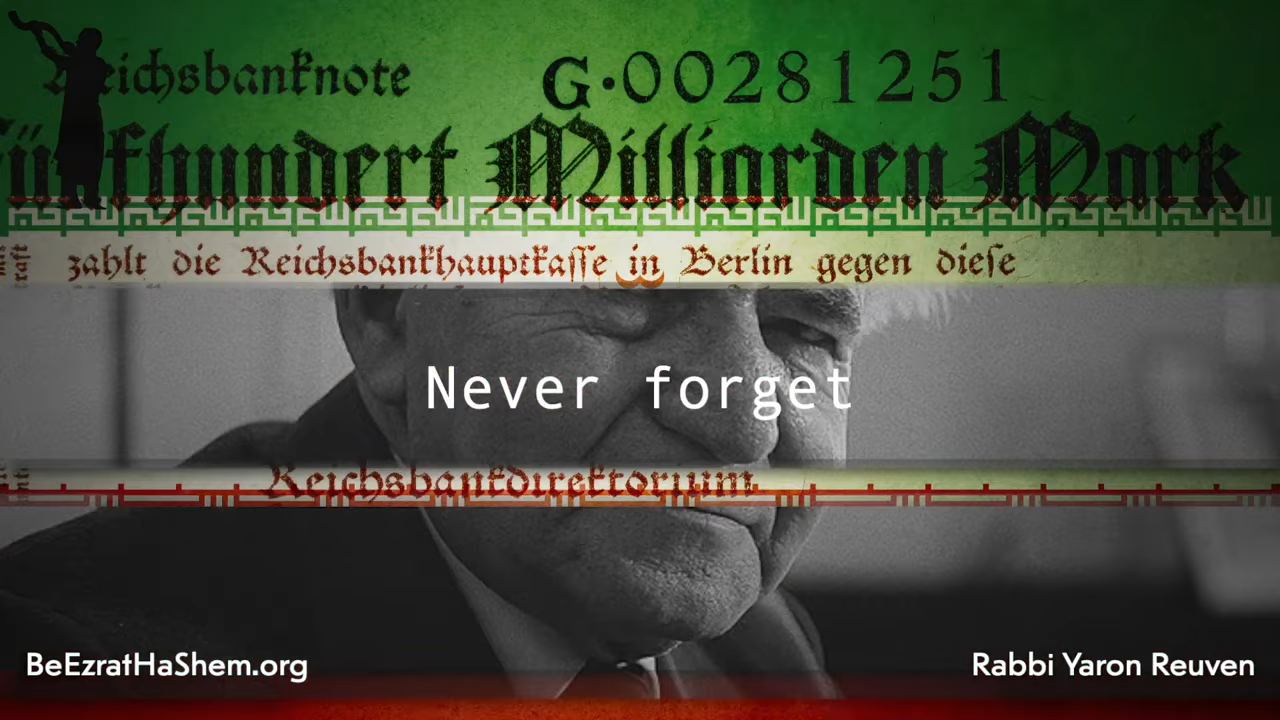 Reichsbanknote G·00281251
fünfhundert Milliarden Mark
zahlt die Reichsbankhauptkaſſe in Berlin gegen dieſe
Never forget
Reichsbankdirektorium
BeEzratHaShem.org
Rabbi Yaron Reuven